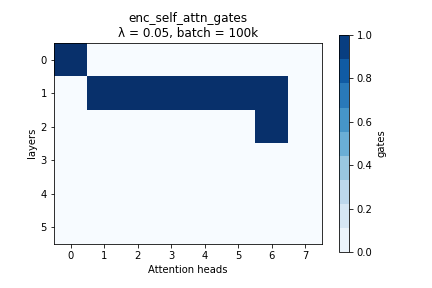 enc_self_attn_gates
λ = 0.05, batch = 100k
layers
0
1
2
3
4
5
0 1 2 3 4 5 6 7
Attention heads
1.0
0.8
0.6
0.4
0.2
0.0
gates